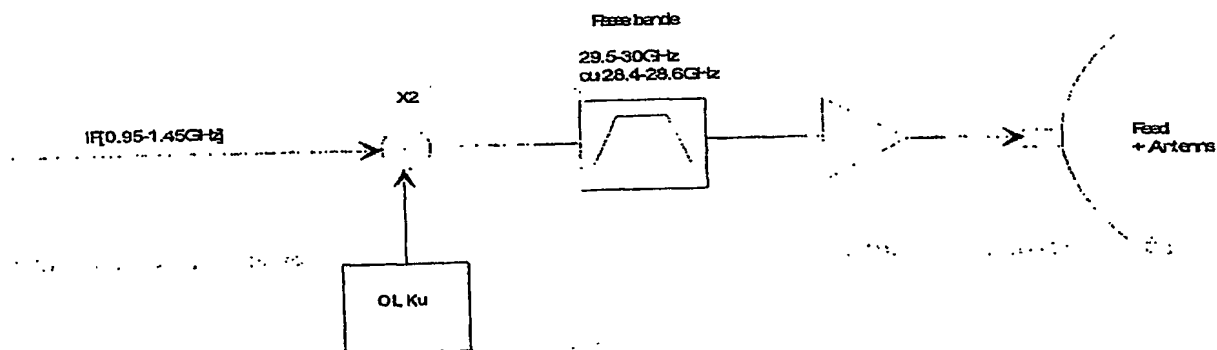 Passe bande
29.5-30GHz
ou 28.4-28.6GHz
X2
IF[0.95-1.45GHz]
Feed
+ Antenne
OL Ku